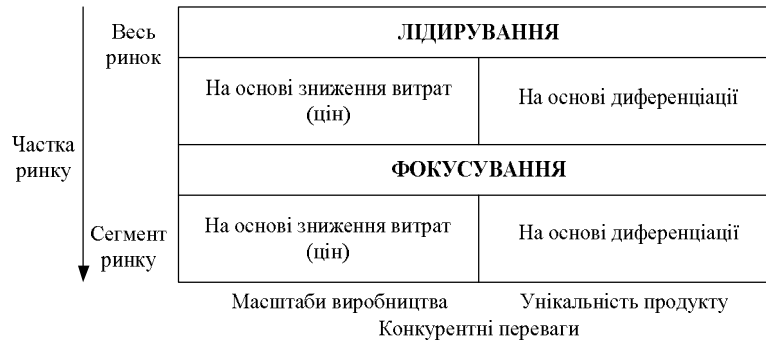 Весь
ринок
ЛІДИРУВАННЯ
На основі зниження витрат
(цін)
На основі диференціації
Частка
ринку
ФОКУСУВАННЯ
Сегмент
ринку
На основі зниження витрат
(цін)
На основі диференціації
Масштаби виробництва
Унікальність продукту
Конкурентні переваги